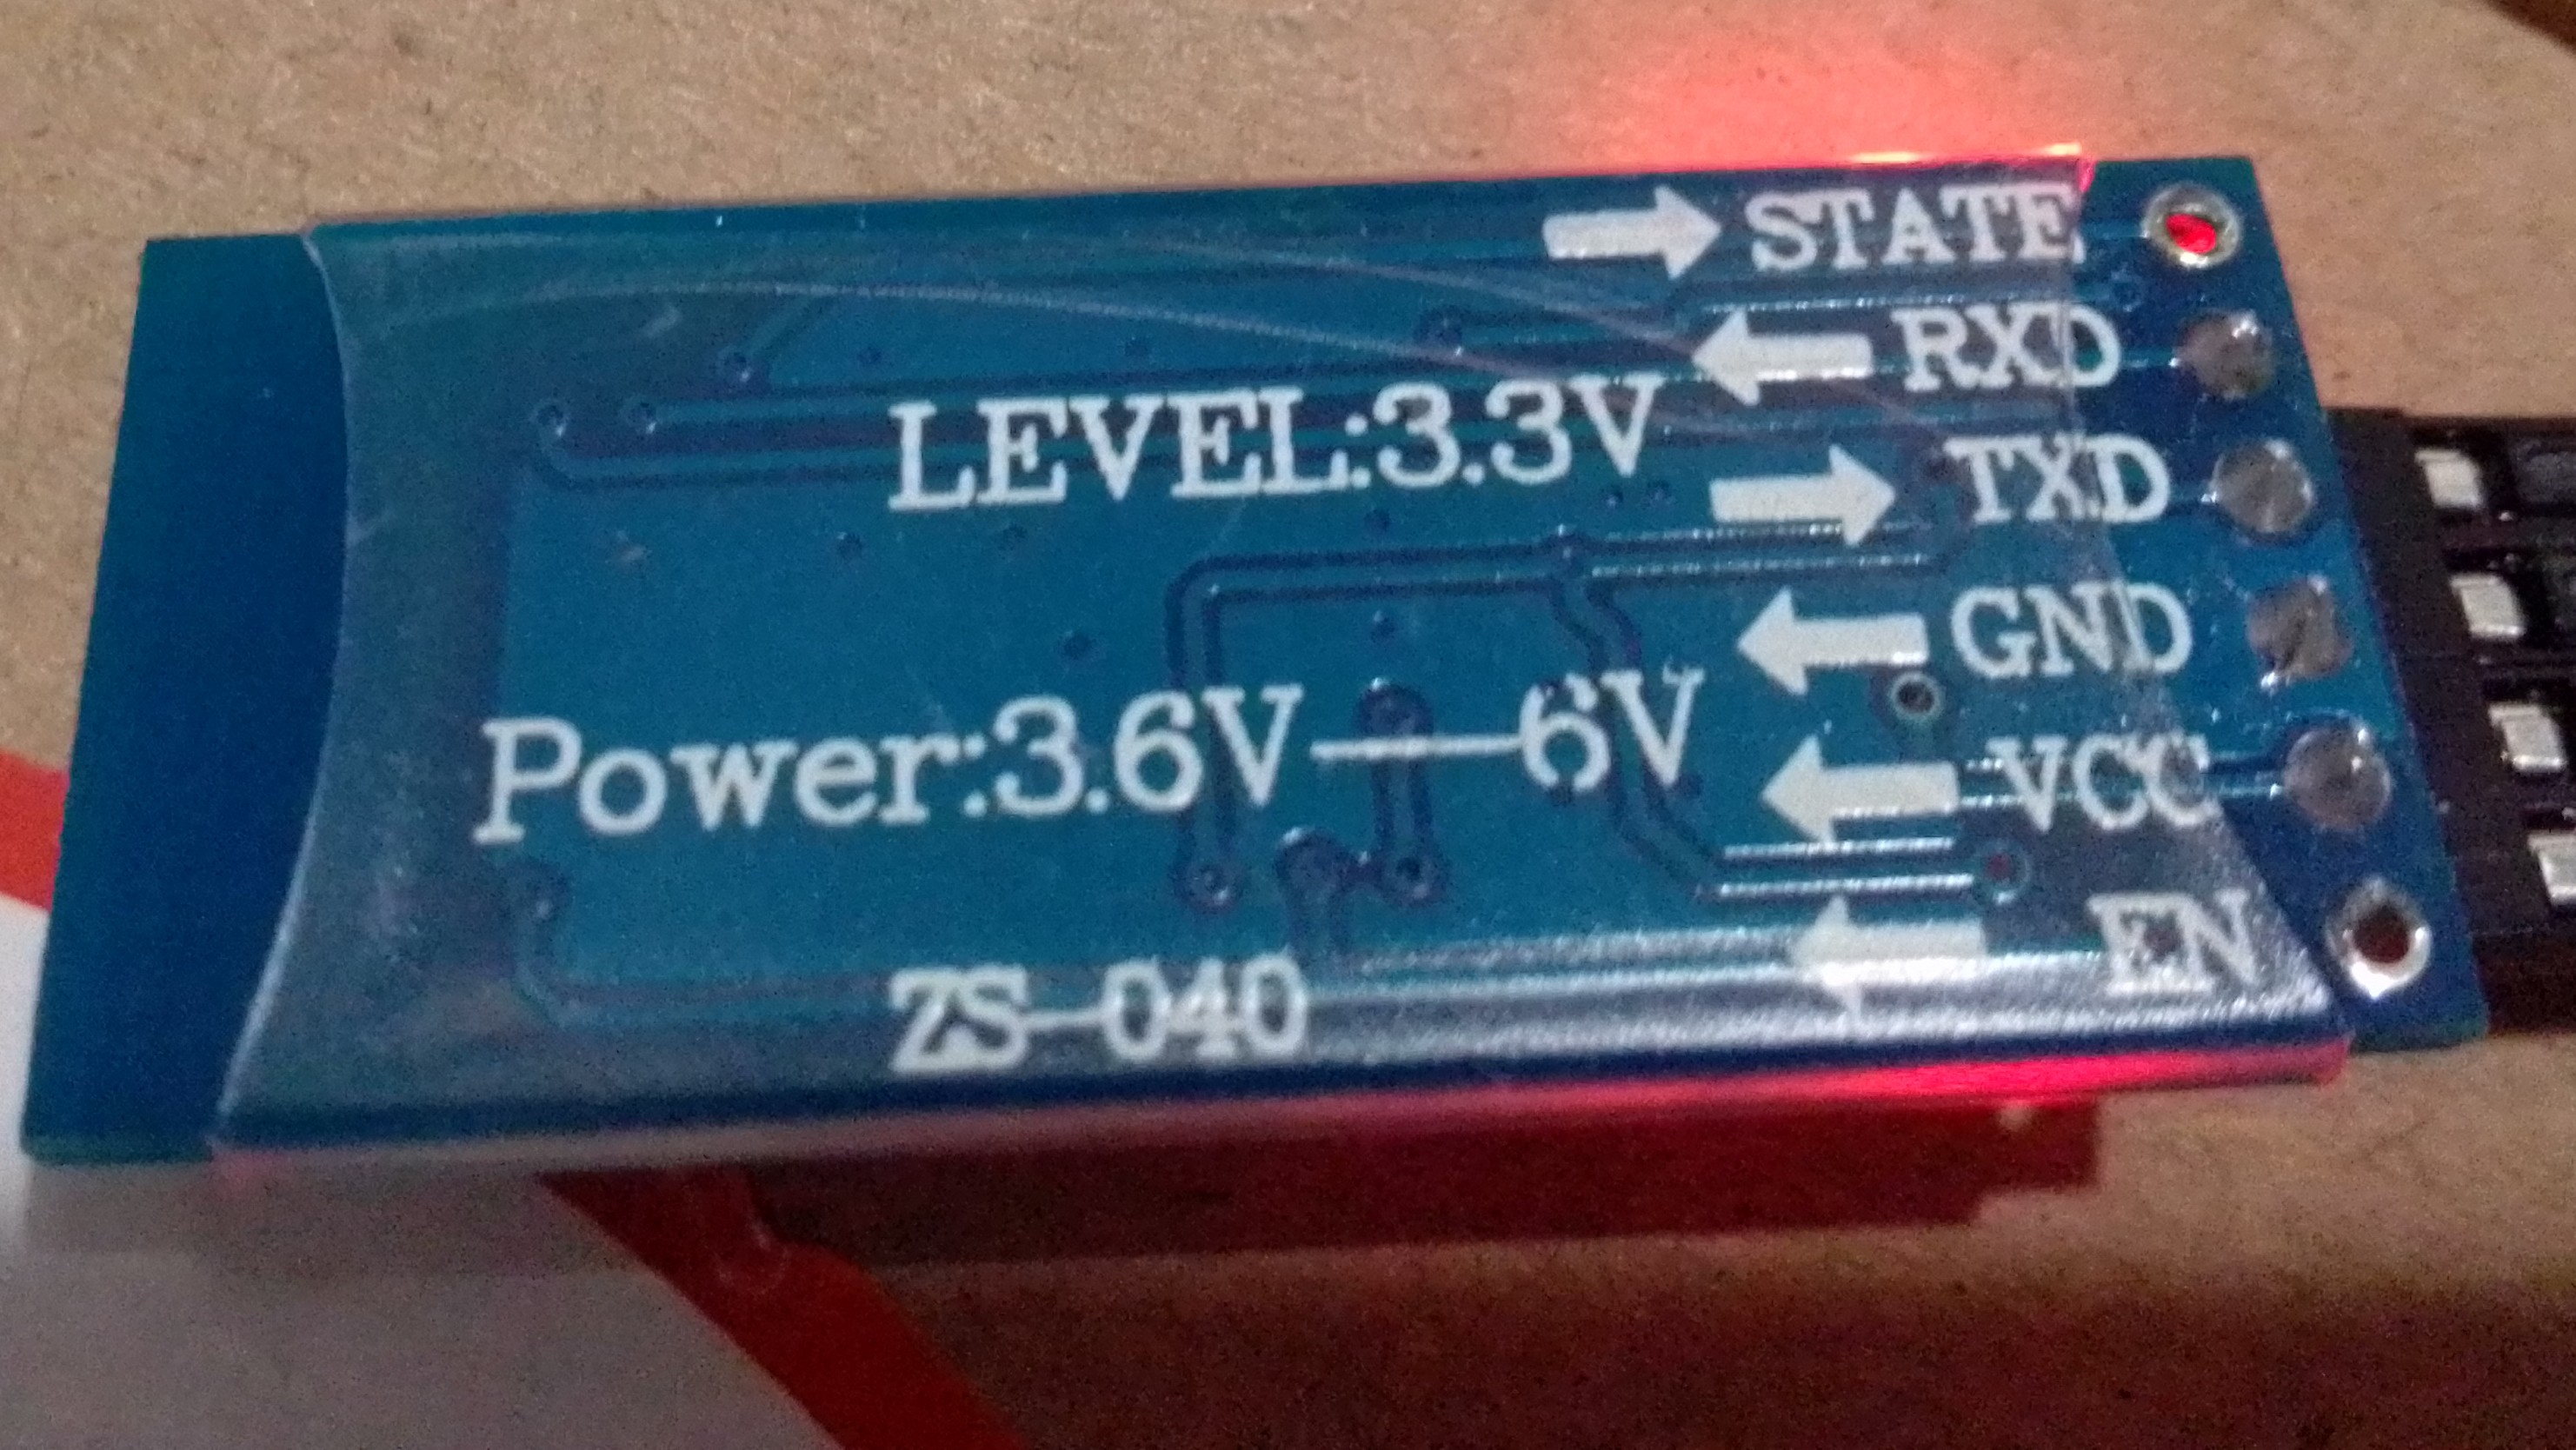 STATE
RXD
LEVEL:3.3V
TXD
GND
Power:3.6V—6V
VCC
EN
ZS-040